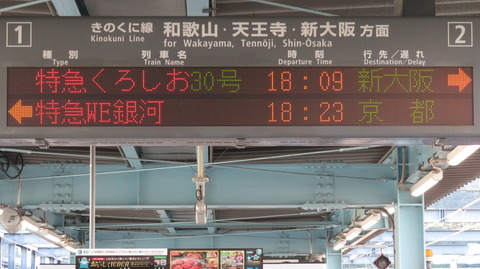 1 きのくに線 和歌山・天王寺・新大阪 方面 2
Kinokuni Line for Wakayama, Tennōji, Shin-Ōsaka
種別 列車名 時刻 行先/遅れ
Type Train Name Departure Time Destination/Delay
特急くろしお30号 18:09 新大阪 →
←特急WE銀河 18:23 京都